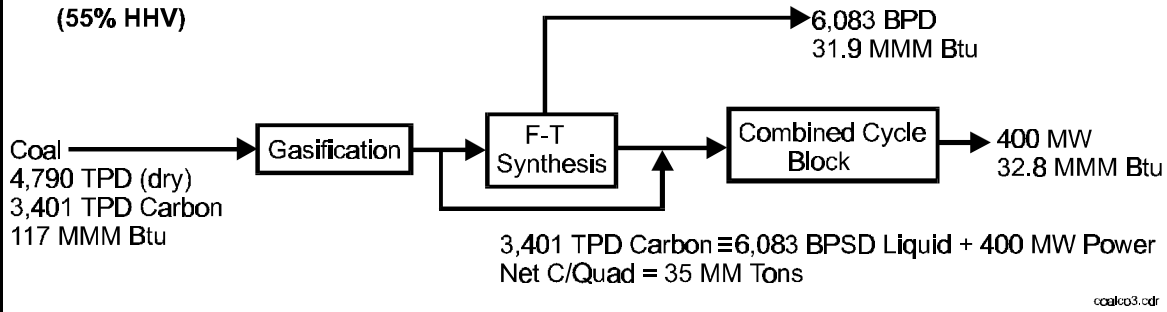 (55% HHV)
6,083 BPD
31.9 MMM Btu
Coal
4,790 TPD (dry)
3,401 TPD Carbon
117 MMM Btu
Gasification
F-T
Synthesis
Combined Cycle
Block
400 MW
32.8 MMM Btu
3,401 TPD Carbon ≡6,083 BPSD Liquid + 400 MW Power
Net C/Quad = 35 MM Tons
coalco3.cdr